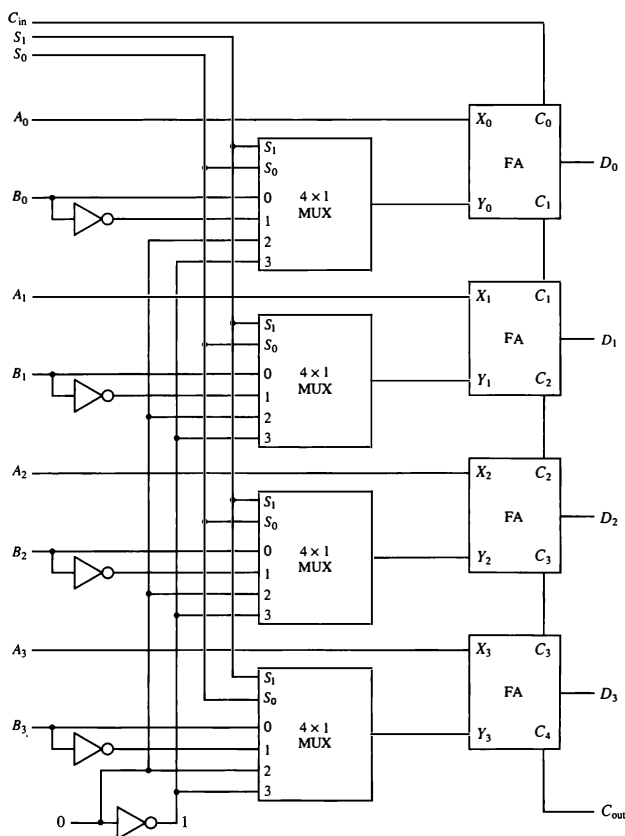 C_in
S_1
S_0
A_0
X_0 C_0
S_1
FA
D_0
S_0
B_0
0
4 × 1
Y_0
C_1
1
MUX
2
3
A_1
X_1 C_1
S_1
FA
D_1
S_0
B_1
0
4 × 1
Y_1
C_2
1
MUX
2
3
A_2
X_2 C_2
S_1
FA
D_2
S_0
B_2
0
4 × 1
Y_2
C_3
1
MUX
2
3
A_3
X_3 C_3
S_1
FA
D_3
S_0
B_3
0
4 × 1
Y_3
C_4
1
MUX
2
3
0
1
C_out